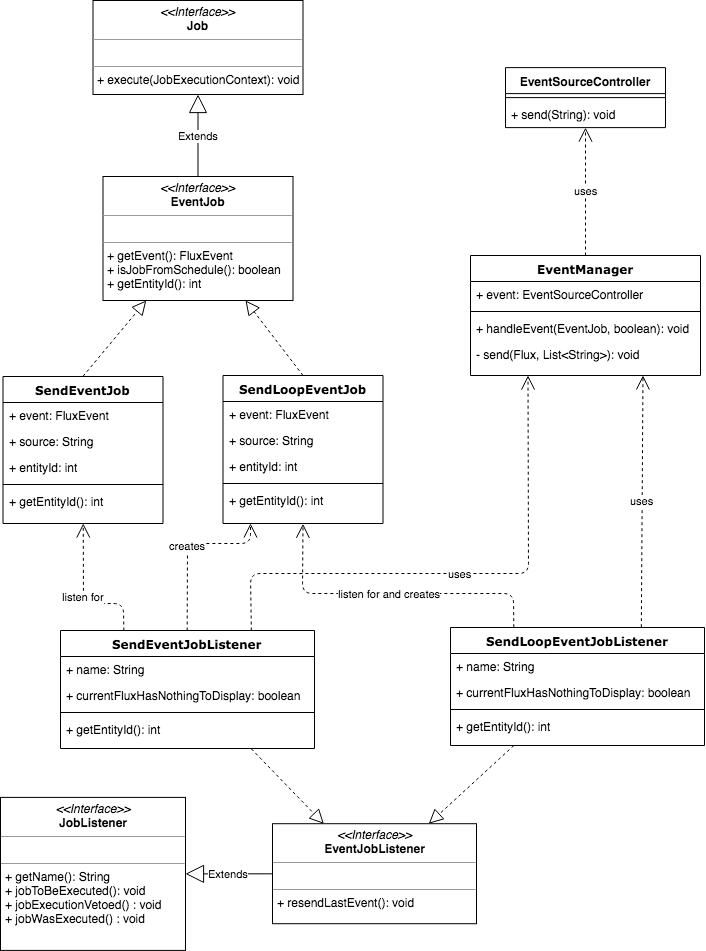 <<Interface>>
Job
+ execute(JobExecutionContext): void
Extends
<<Interface>>
EventJob
+ getEvent(): FluxEvent
+ isJobFromSchedule(): boolean
+ getEntityId(): int
EventSourceController
+ send(String): void
uses
EventManager
+ event: EventSourceController
+ handleEvent(EventJob, boolean): void
- send(Flux, List<String>): void
SendEventJob
+ event: FluxEvent
+ source: String
+ entityId: int
+ getEntityId(): int
SendLoopEventJob
+ event: FluxEvent
+ source: String
+ entityId: int
+ getEntityId(): int
uses
creates
uses
listen for
listen for and creates
SendEventJobListener
+ name: String
+ currentFluxHasNothingToDisplay: boolean
+ getEntityId(): int
SendLoopEventJobListener
+ name: String
+ currentFluxHasNothingToDisplay: boolean
+ getEntityId(): int
<<Interface>>
JobListener
+ getName(): String
+ jobToBeExecuted(): void
+ jobExecutionVetoed() : void
+ jobWasExecuted() : void
Extends
<<Interface>>
EventJobListener
+ resendLastEvent(): void